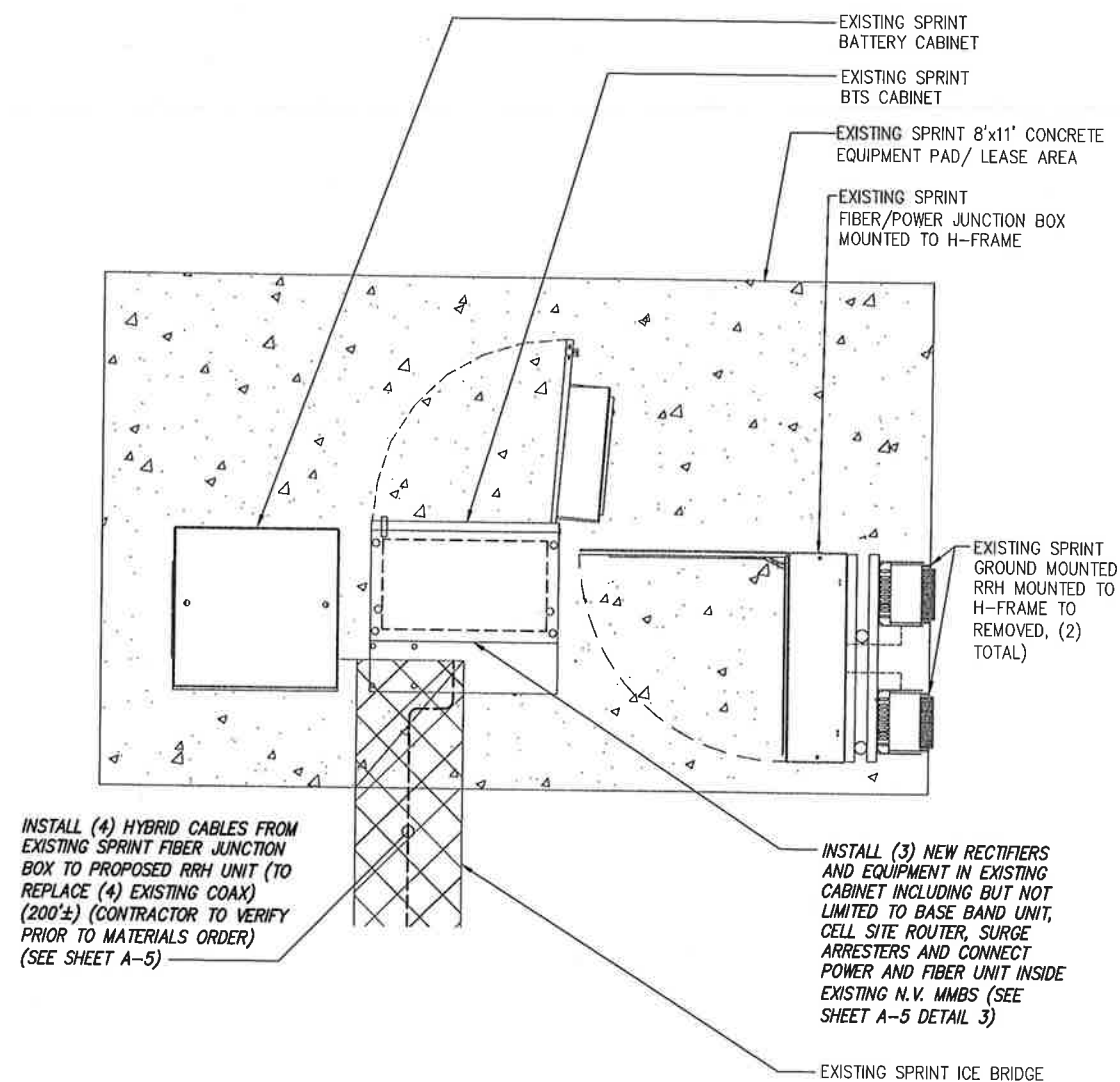 EXISTING SPRINT
BATTERY CABINET
EXISTING SPRINT
BTS CABINET
EXISTING SPRINT 8'x11' CONCRETE
EQUIPMENT PAD/ LEASE AREA
EXISTING SPRINT
FIBER/POWER JUNCTION BOX
MOUNTED TO H-FRAME
EXISTING SPRINT
GROUND MOUNTED
RRH MOUNTED TO
H-FRAME TO
REMOVED, (2)
TOTAL)
INSTALL (4) HYBRID CABLES FROM
EXISTING SPRINT FIBER JUNCTION
BOX TO PROPOSED RRH UNIT (TO
REPLACE (4) EXISTING COAX)
(200'±) (CONTRACTOR TO VERIFY
PRIOR TO MATERIALS ORDER)
(SEE SHEET A-5)
INSTALL (3) NEW RECTIFIERS
AND EQUIPMENT IN EXISTING
CABINET INCLUDING BUT NOT
LIMITED TO BASE BAND UNIT,
CELL SITE ROUTER, SURGE
ARRESTERS AND CONNECT
POWER AND FIBER UNIT INSIDE
EXISTING N.V. MMBS (SEE
SHEET A-5 DETAIL 3)
EXISTING SPRINT ICE BRIDGE